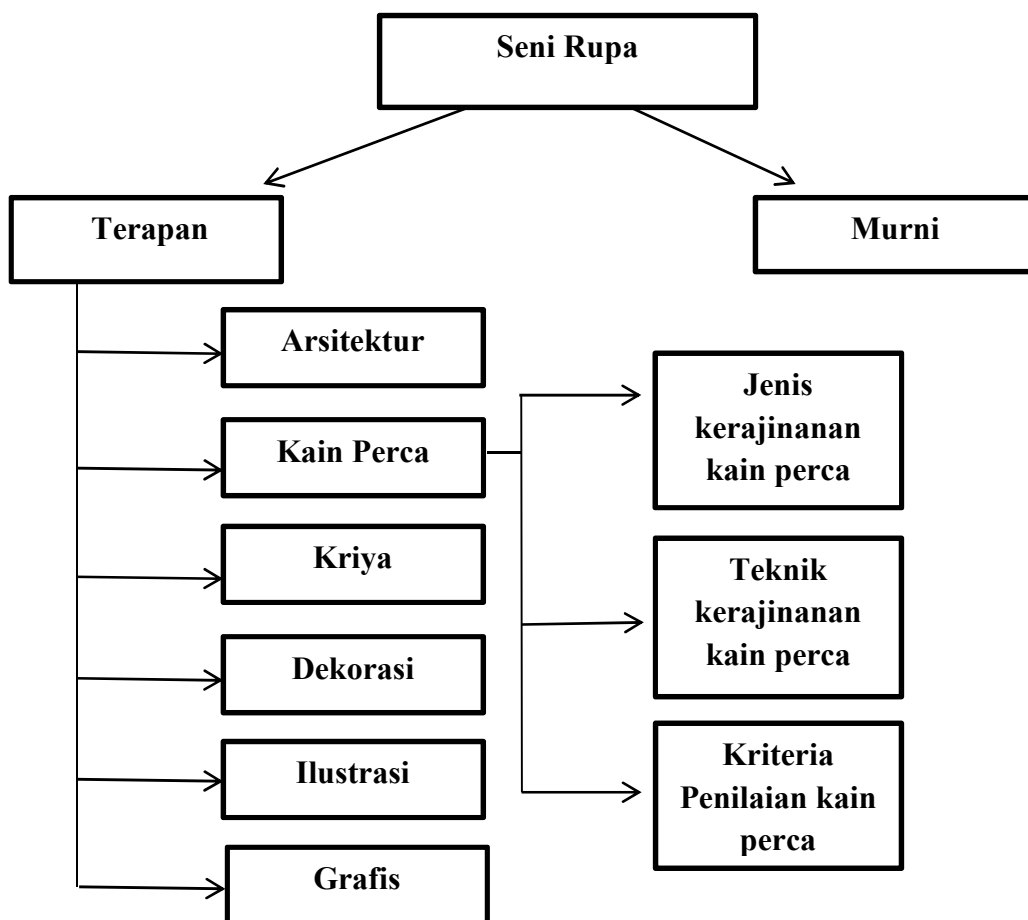 Seni Rupa
Terapan
Murni
Arsitektur
Kain Perca
Kriya
Dekorasi
Ilustrasi
Grafis
Jenis
kerajinanan
kain perca
Teknik
kerajinanan
kain perca
Kriteria
Penilaian kain
perca